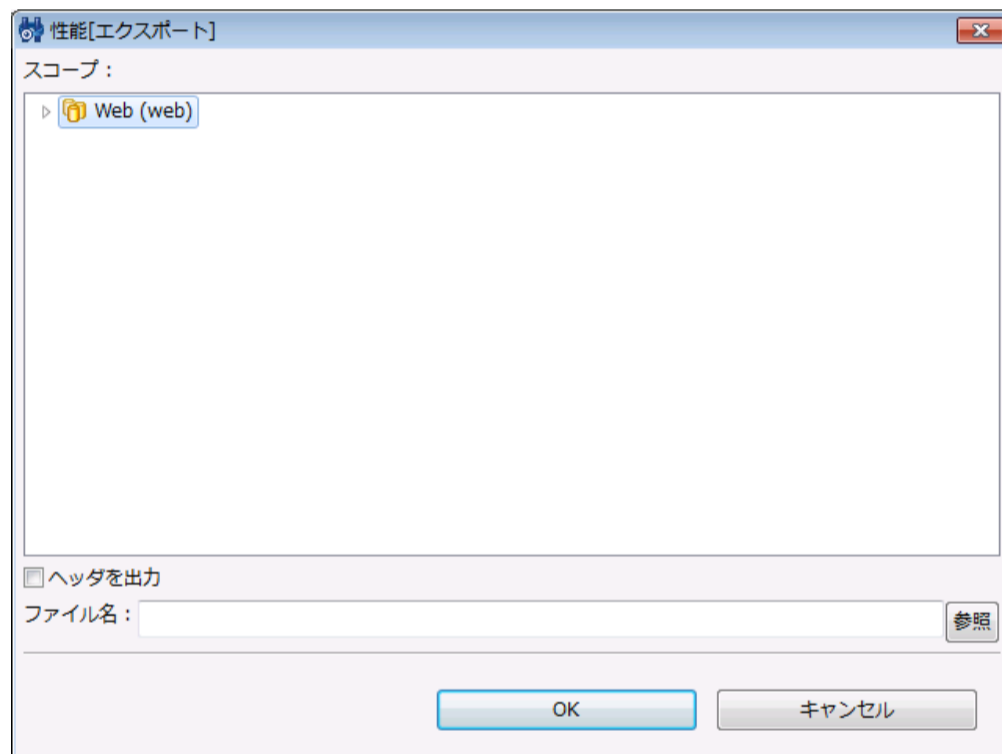 性能[エクスポート]
スコープ：
Web (web)
ヘッダを出力
ファイル名：
参照
OK
キャンセル